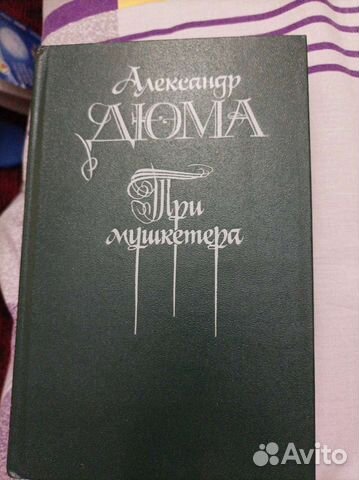 Александр
ДЮМА
Три
мушкетера
Avito